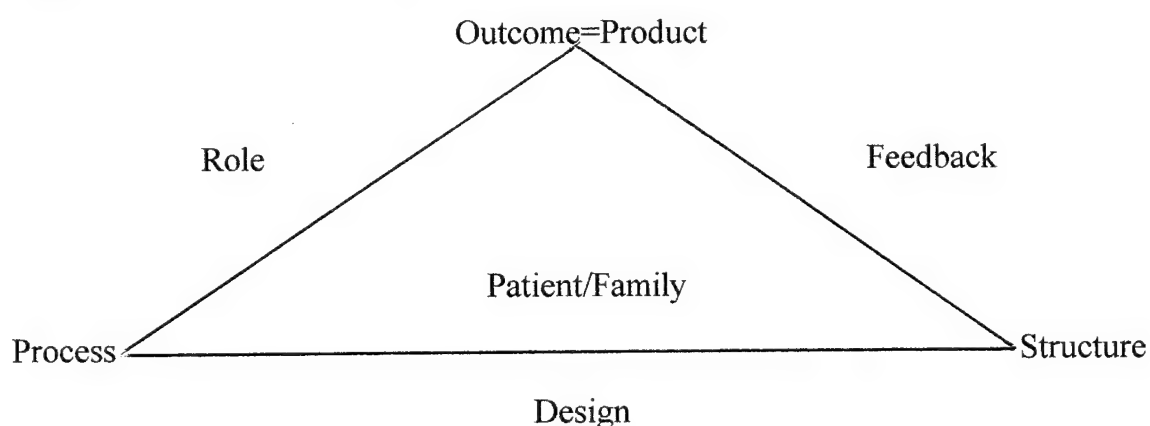 Outcome=Product
Role
Feedback
Patient/Family
Process
Structure
Design